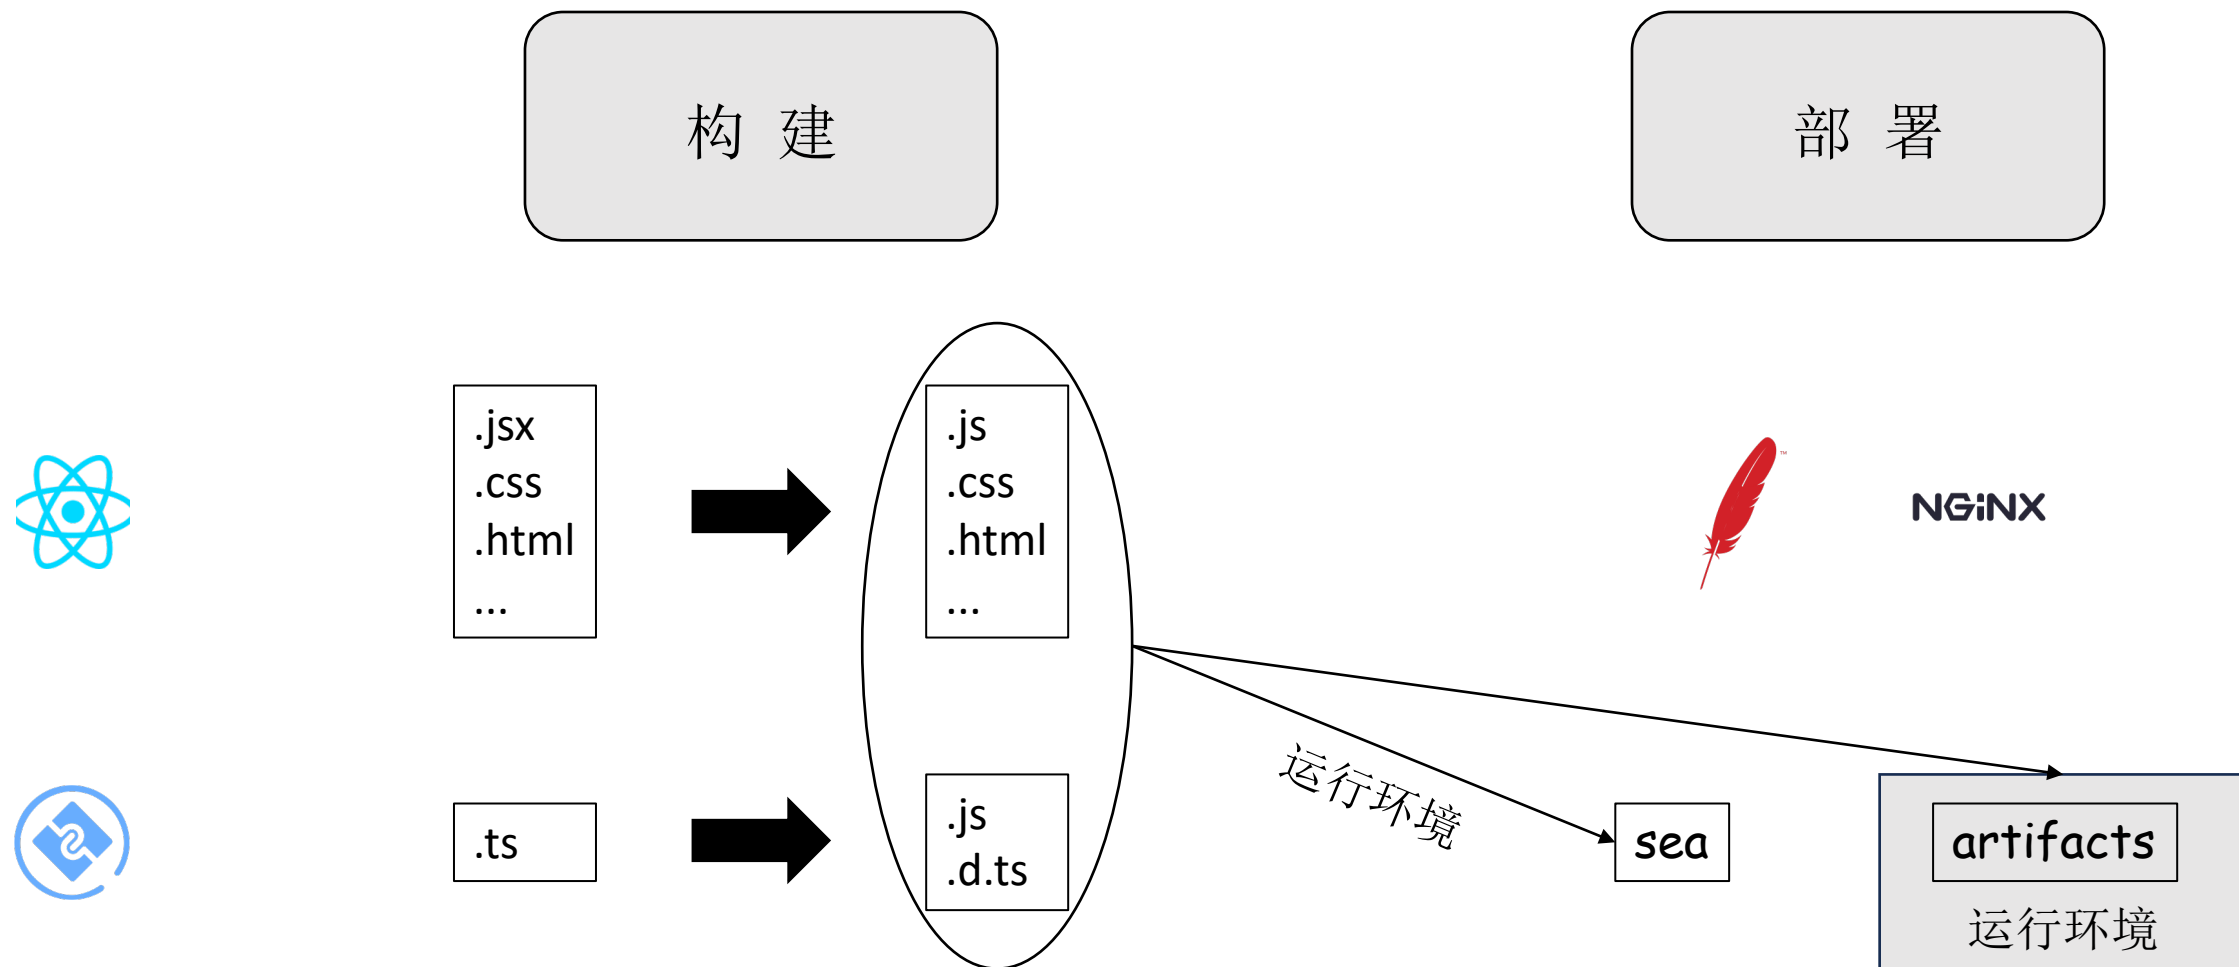 构 建
部 署
.jsx
.css
.html
...
.js
.css
.html
...
™
NGiNX
运行环境
.ts
.js
.d.ts
sea
artifacts
运行环境